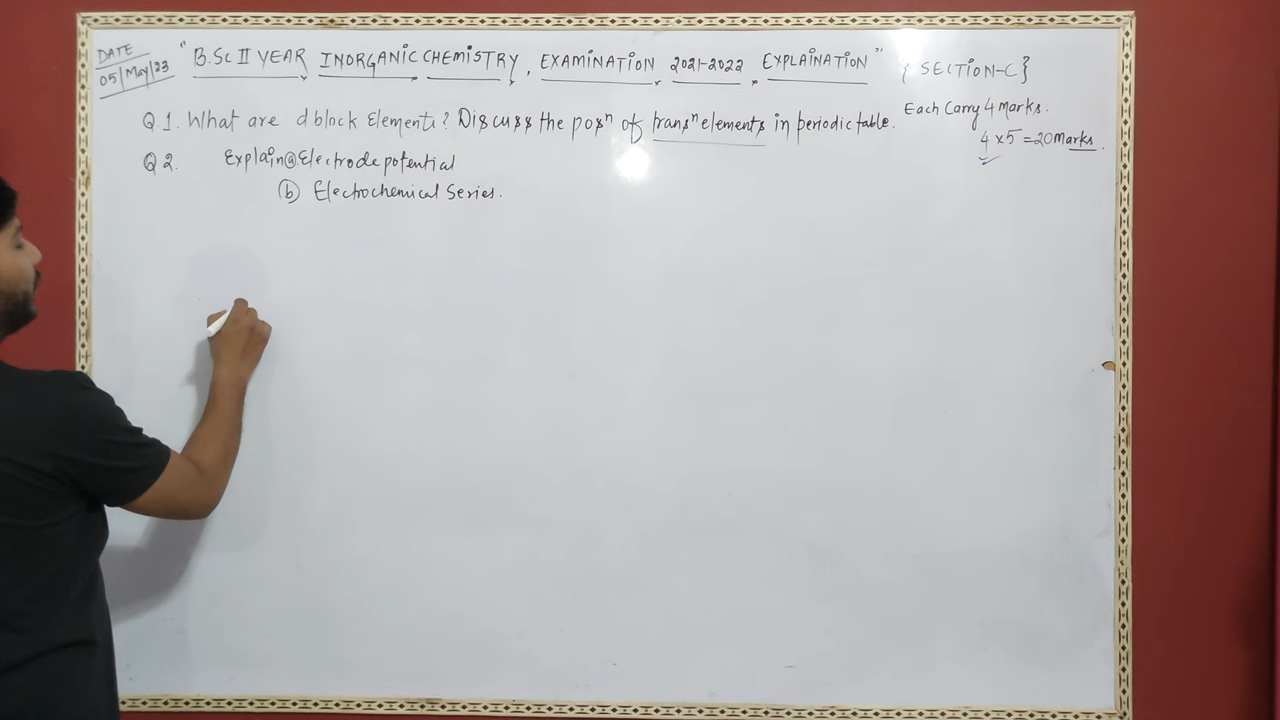 DATE
05/May/23
"B.Sc II YEAR INORGANIC CHEMISTRY, EXAMINATION 2021-2022, EXPLAINATION" { SECTION-C}
Each Carry 4 Marks.
4 x 5 = 20 Marks.
Q 1. What are d block Elements? Discuss the posⁿ of transⁿ elements in periodic table.
Q 2. Explain ⓐ Electrode potential
ⓑ Electrochemical Series.